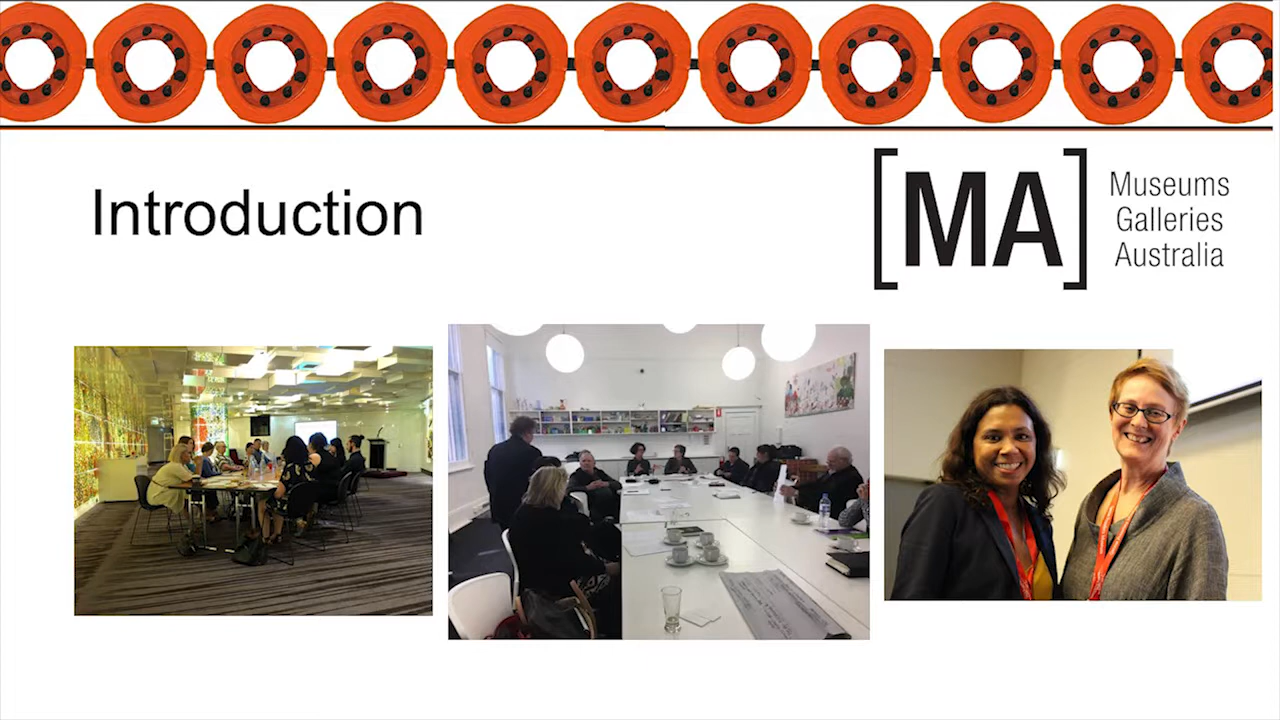 Introduction
[MA]
Museums
Galleries
Australia